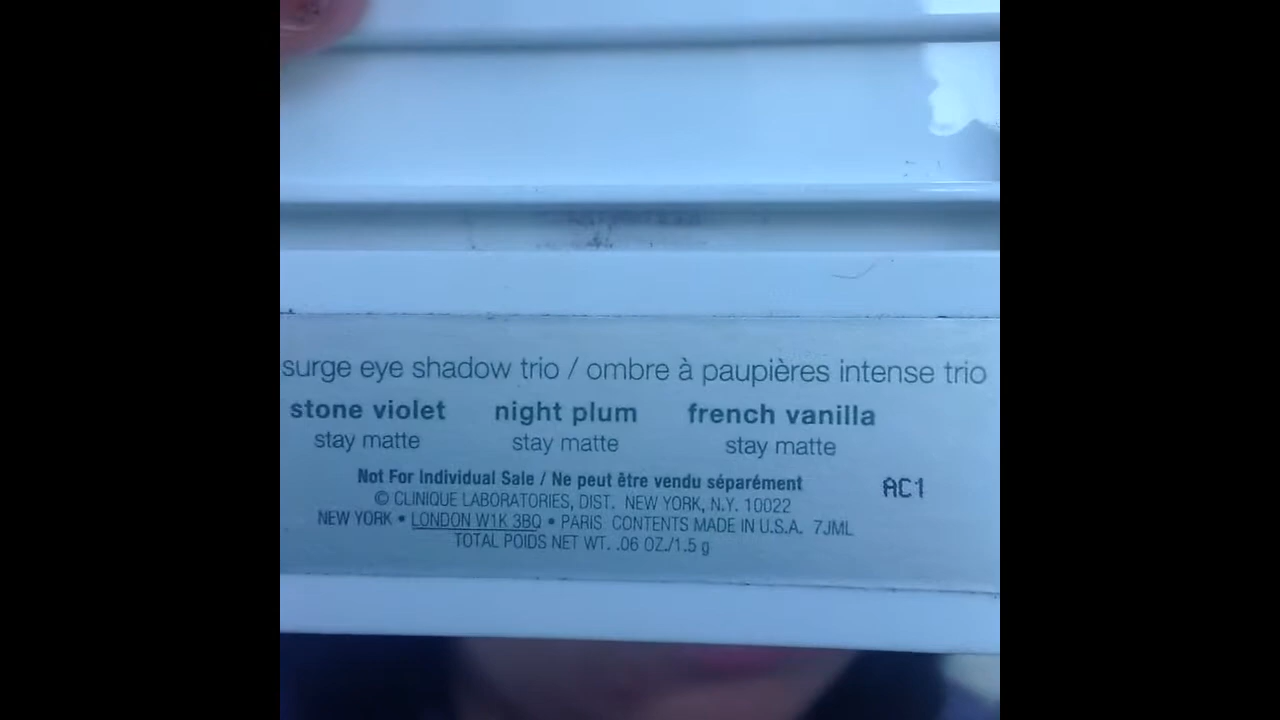 surge eye shadow trio / ombre à paupières intense trio
stone violet night plum french vanilla
stay matte stay matte stay matte
Not For Individual Sale / Ne peut être vendu séparément
AC1
© CLINIQUE LABORATORIES, DIST. NEW YORK, N.Y. 10022
NEW YORK • LONDON W1K 3BQ • PARIS CONTENTS MADE IN U.S.A. 7JML
TOTAL POIDS NET WT. .06 OZ./1.5 g